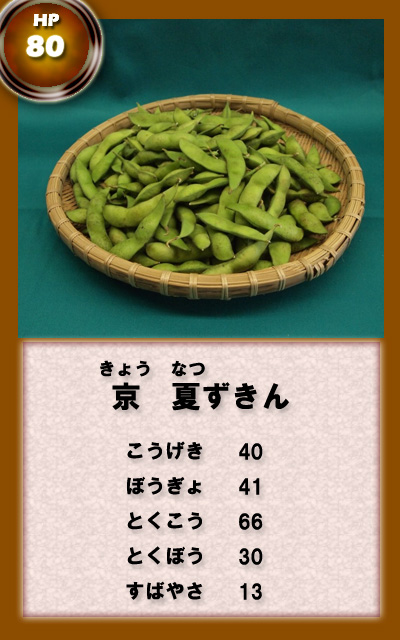 HP
80
きょう なつ
京 夏ずきん
こうげき 40
ぼうぎょ 41
とくこう 66
とくぼう 30
すばやさ 13